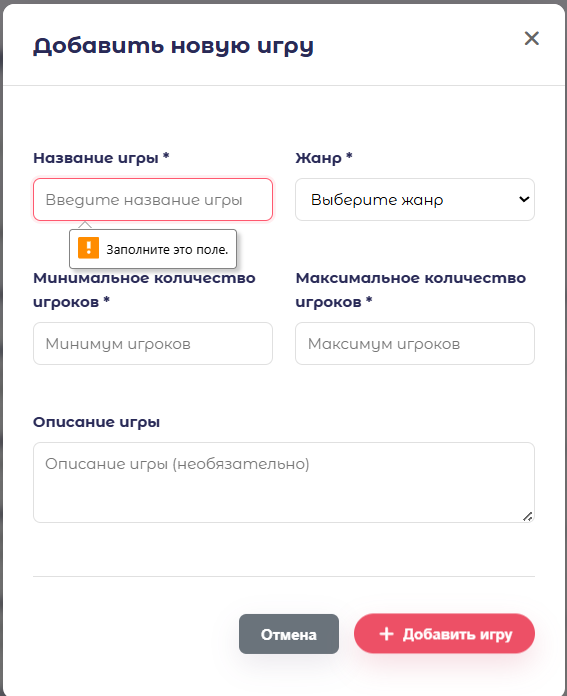 Добавить новую игру
Название игры *
Жанр *
Введите название игры
Выберите жанр
Заполните это поле.
Минимальное количество
игроков *
Максимальное количество
игроков *
Минимум игроков
Максимум игроков
Описание игры
Описание игры (необязательно)
Отмена
Добавить игру